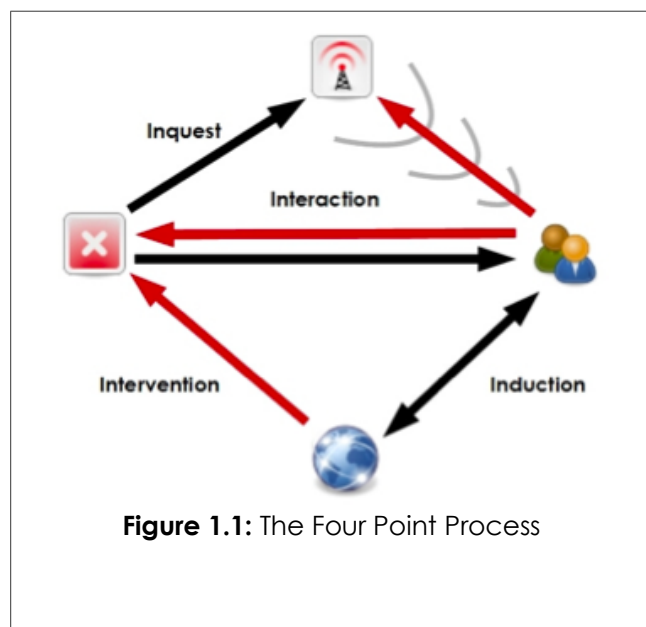 Inquest
Interaction
Intervention
Induction
Figure 1.1: The Four Point Process